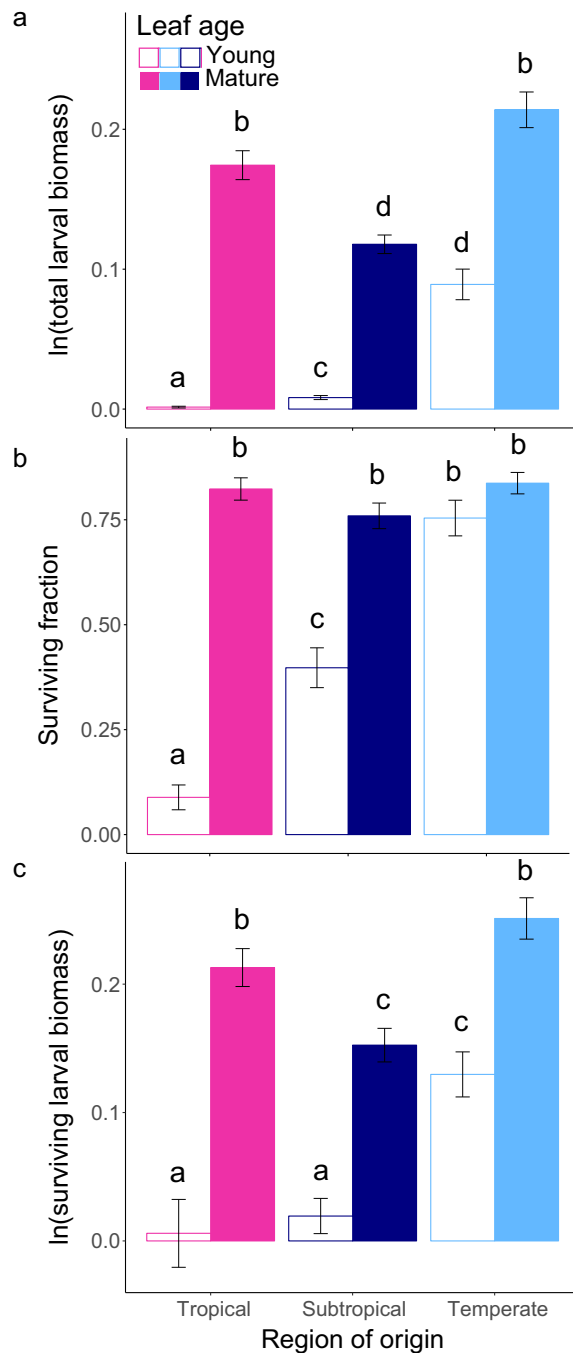 a
Leaf age
Young
Mature
ln(total larval biomass)
0.2
0.1
0.0
a
b
c
d
d
b
b
Surviving fraction
0.75
0.50
0.25
0.00
a
b
c
b
b
b
c
ln(surviving larval biomass)
0.2
0.1
0.0
a
b
a
c
c
b
Tropical
Subtropical
Temperate
Region of origin